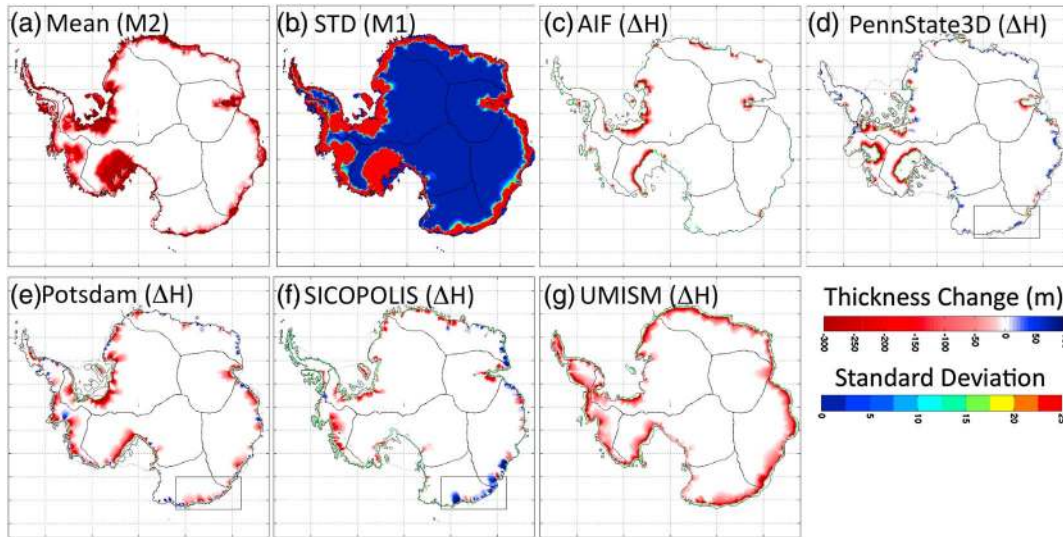 (a) Mean (M2)
(b) STD (M1)
(c) AIF (ΔH)
(d) PennState3D (ΔH)
(e) Potsdam (ΔH)
(f) SICOPOLIS (ΔH)
(g) UMISM (ΔH)
Thickness Change (m)
-300 -250 -200 -150 -100 -50 0 50 100
Standard Deviation
0 5 10 15 20 25